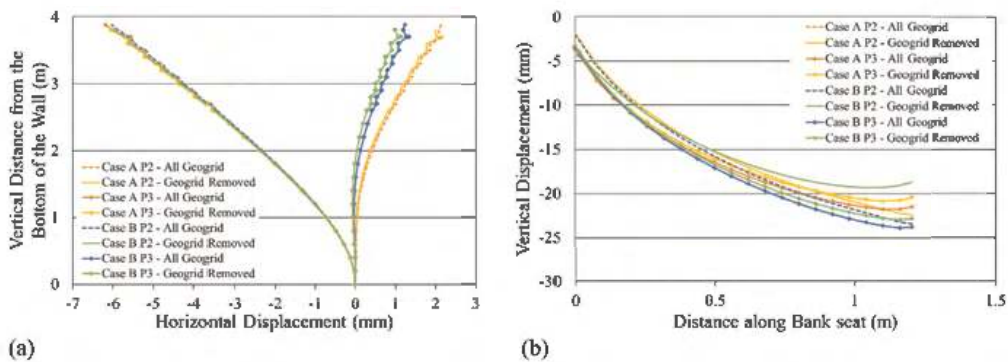 4
3
2
1
0
Vertical Distance from the
Bottom of the Wall (m)
Case A P2 - All Geogrid
Case A P2 - Geogrid Removed
Case A P3 - All Geogrid
Case A P3 - Geogrid Removed
Case B P2 - All Geogrid
Case B P2 - Geogrid Removed
Case B P3 - All Geogrid
Case B P3 - Geogrid Removed
-7 -6 -5 -4 -3 -2 -1 0 1 2 3
Horizontal Displacement (mm)
(a)
0
-5
-10
-15
-20
-25
-30
Vertical Displacement
(mm)
Case A P2 - All Geogrid
Case A P2 - Geogrid Removed
Case A P3 - All Geogrid
Case A P3 - Geogrid Removed
Case B P2 - All Geogrid
Case B P2 - Geogrid Removed
Case B P3 - All Geogrid
Case B P3 - Geogrid Removed
0 0.5 1 1.5
Distance along Bank seat (m)
(b)